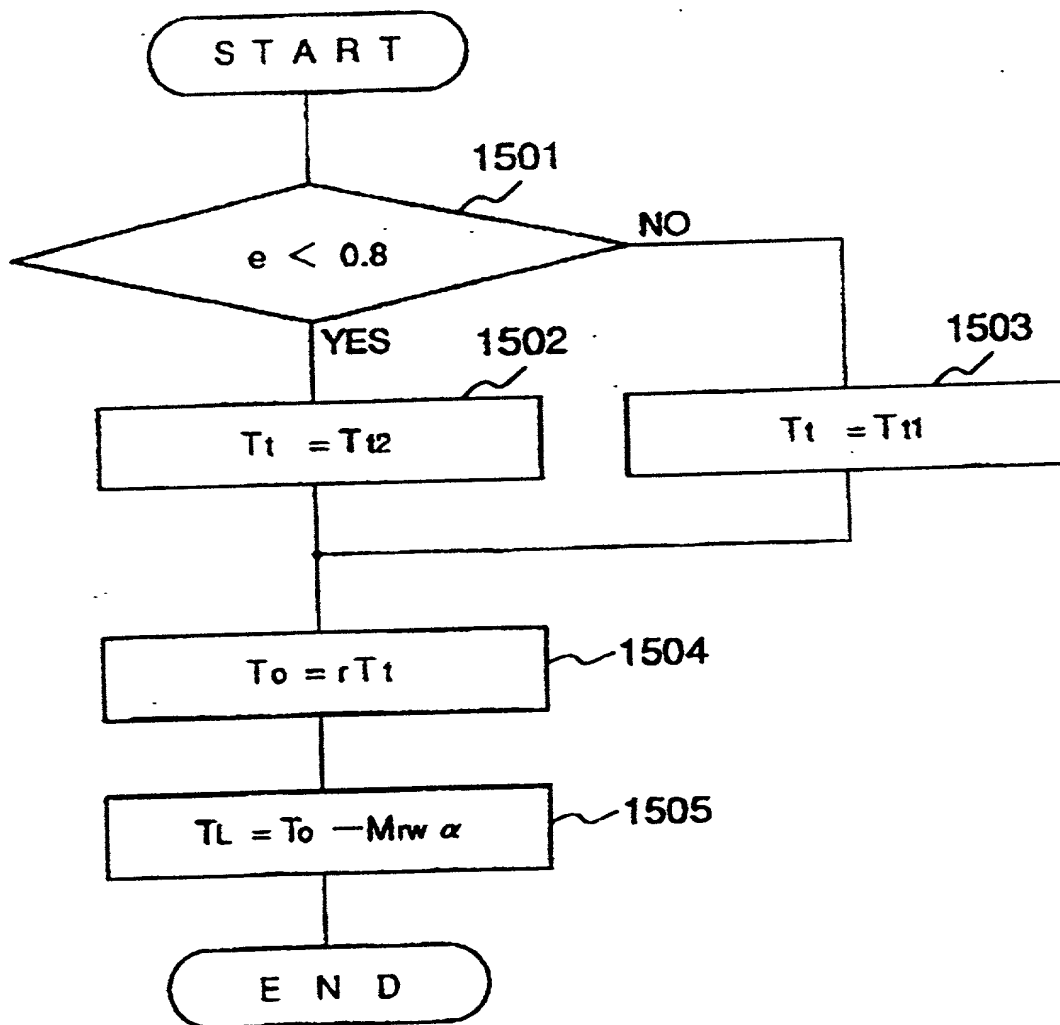 START
1501
e < 0.8
NO
YES
1502
Tt = Tt2
1503
Tt = Tt1
To = rTt
1504
TL = To —Mrw α
1505
END